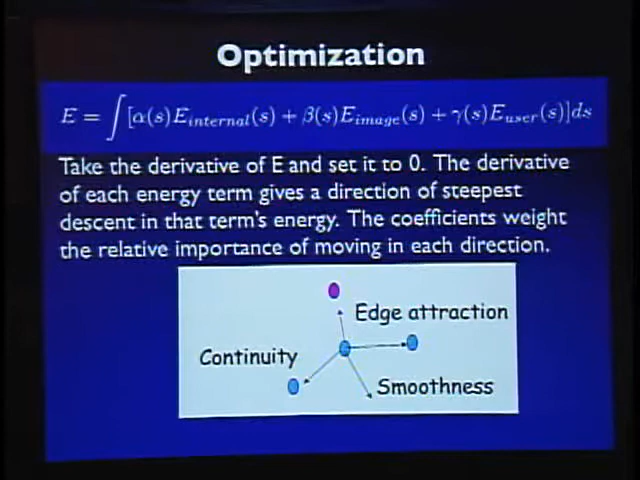 Optimization
E = ∫[α(s)E_internal(s) + β(s)E_image(s) + γ(s)E_user(s)]ds
Take the derivative of E and set it to 0. The derivative
of each energy term gives a direction of steepest
descent in that term's energy. The coefficients weight
the relative importance of moving in each direction.
Edge attraction
Continuity
Smoothness